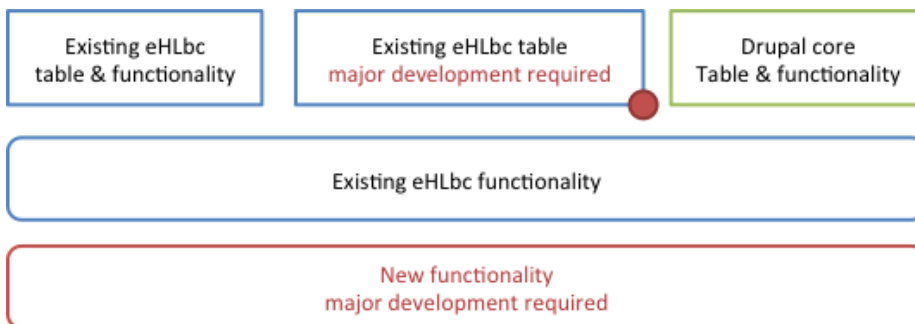 Existing eHLbc
table & functionality
Existing eHLbc table
major development required
Drupal core
Table & functionality
Existing eHLbc functionality
New functionality
major development required